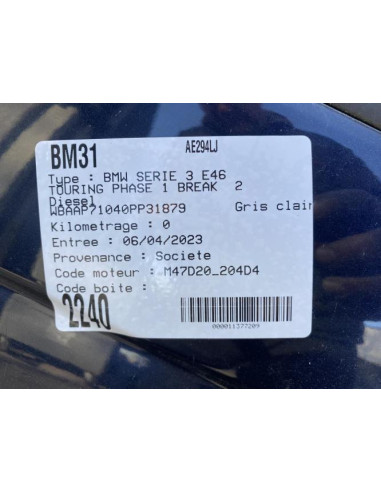 BM31
AE294LJ
Type : BMW SERIE 3 E46
TOURING PHASE 1 BREAK 2
Diesel
WBAAP71040PP31879 Gris clair
Kilometrage : 0
Entree : 06/04/2023
Provenance : Societe
Code moteur : M47D20_204D4
Code boite :
2240
000011377209